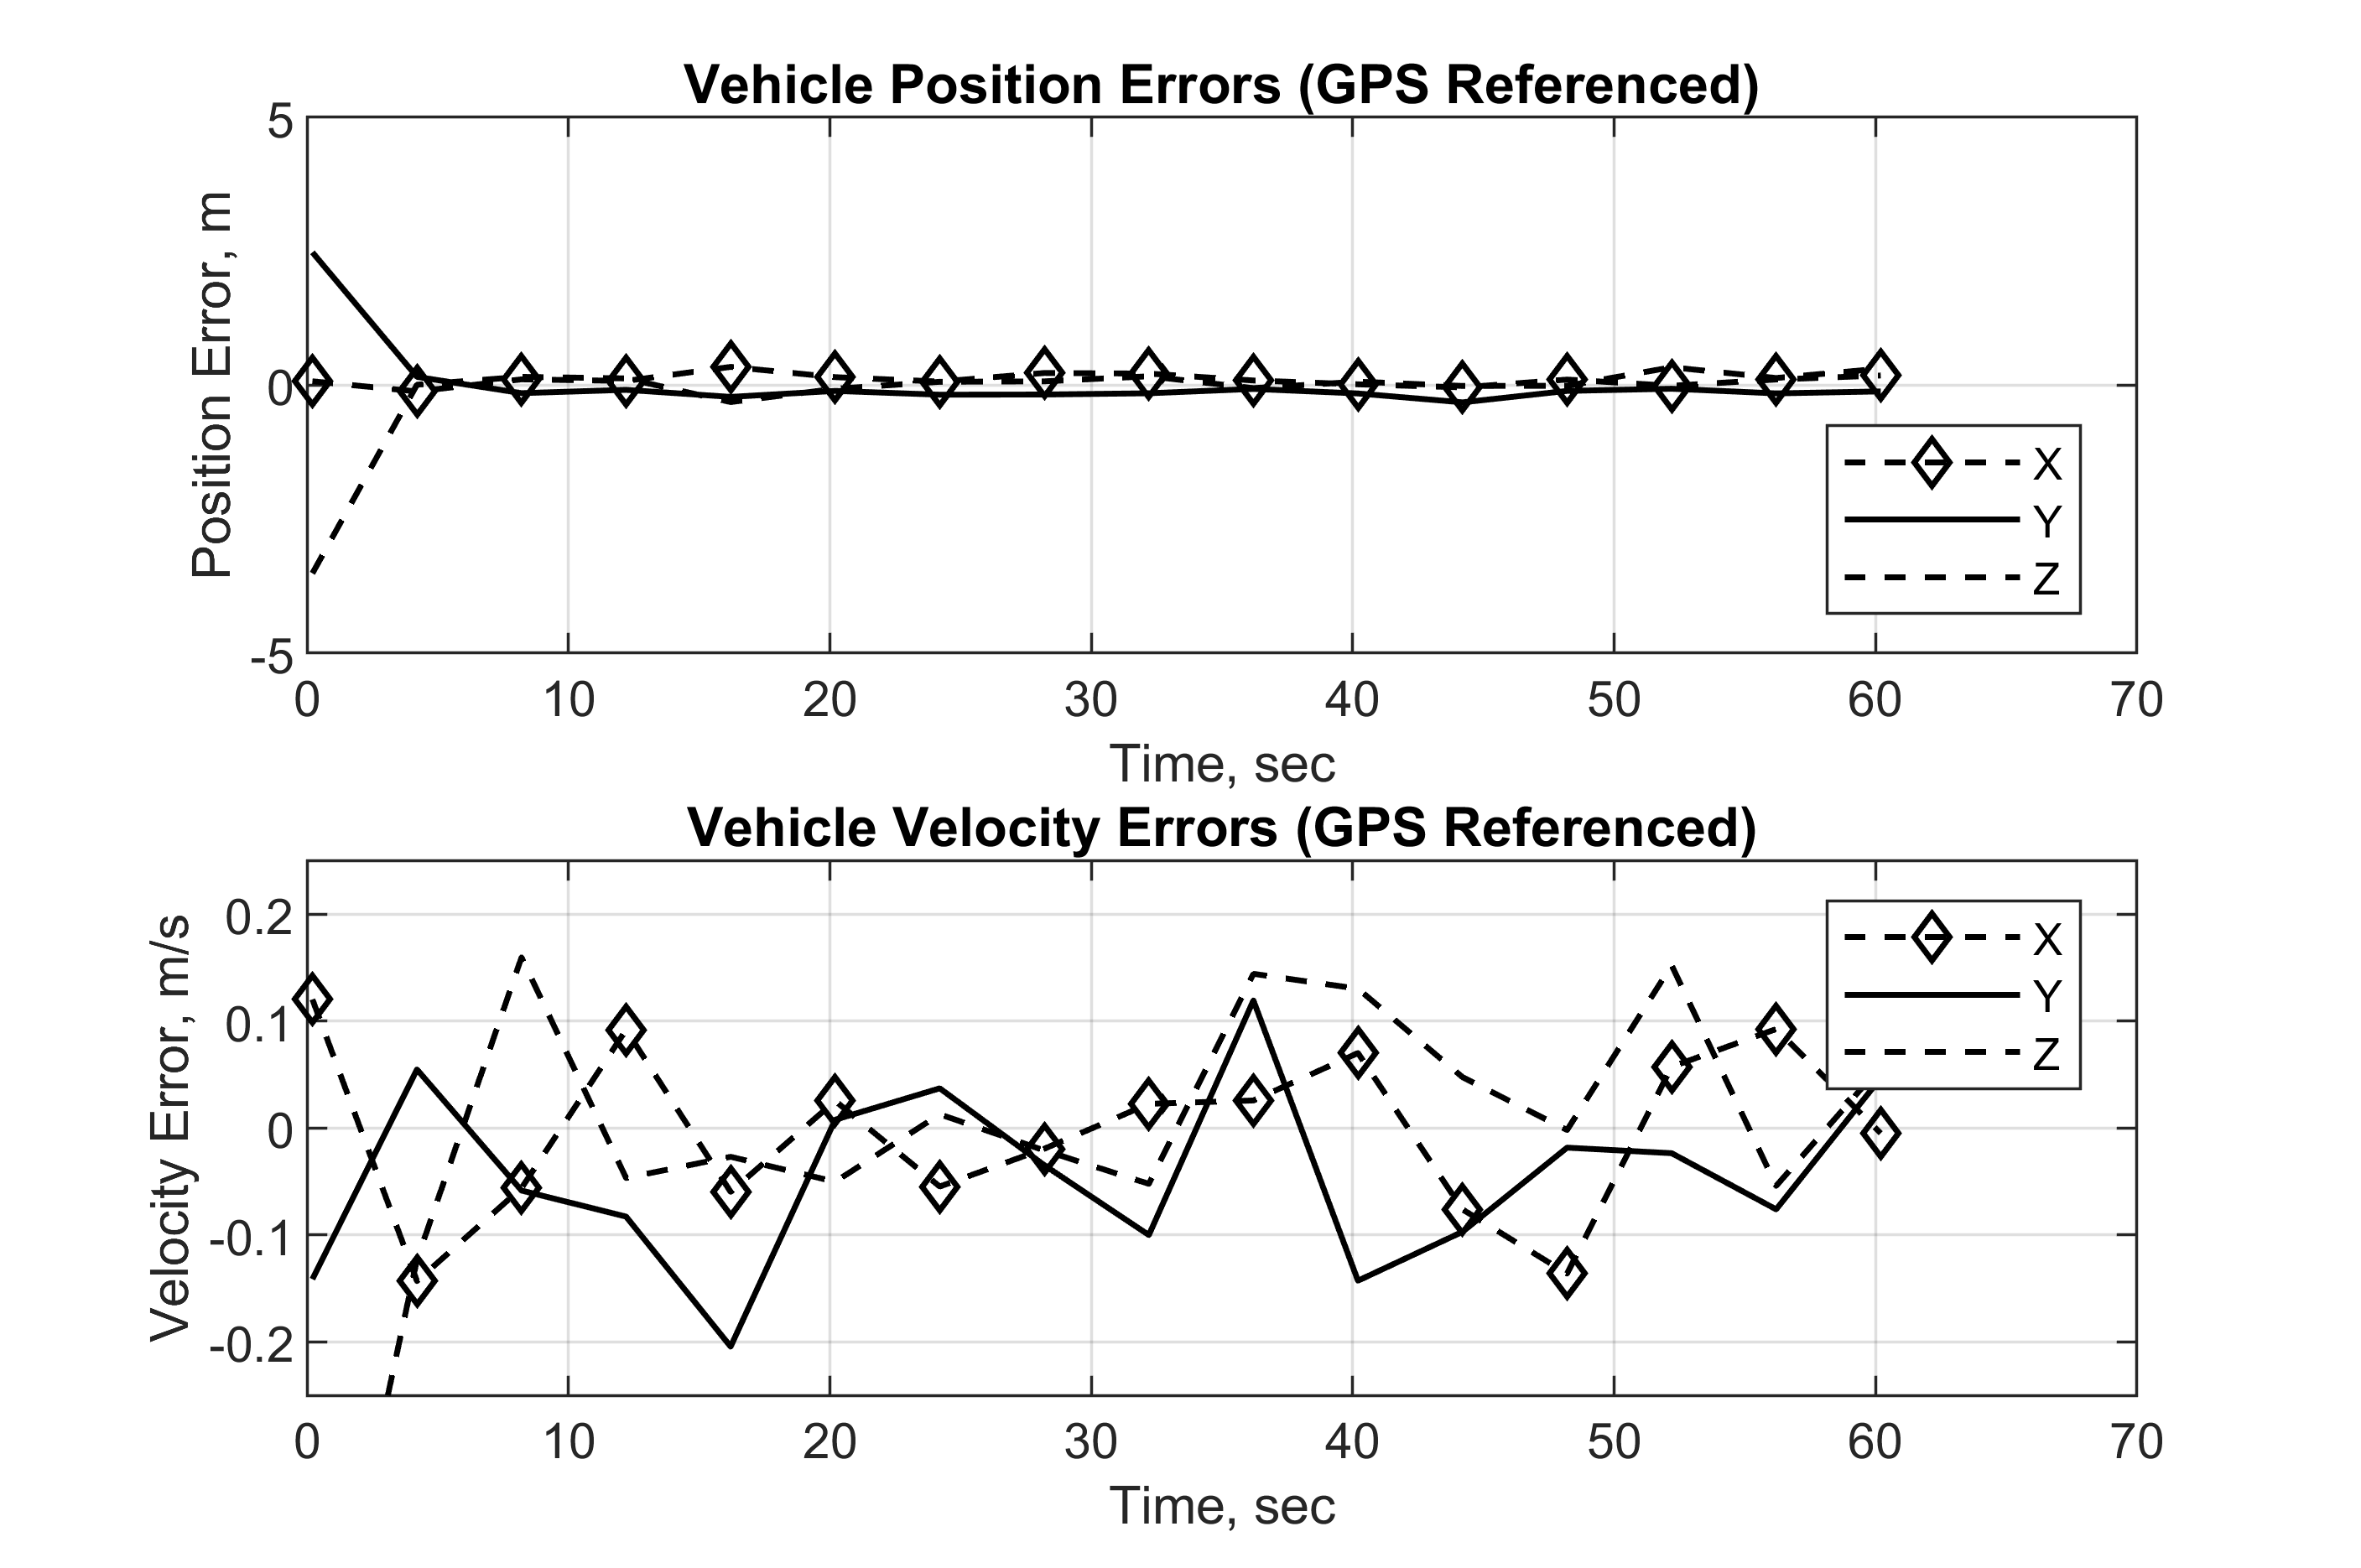 Vehicle Position Errors (GPS Referenced)
Position Error, m
5
0
-5
X
Y
Z
0 10 20 30 40 50 60 70
Time, sec
Vehicle Velocity Errors (GPS Referenced)
Velocity Error, m/s
0.2
0.1
0
-0.1
-0.2
X
Y
Z
0 10 20 30 40 50 60 70
Time, sec